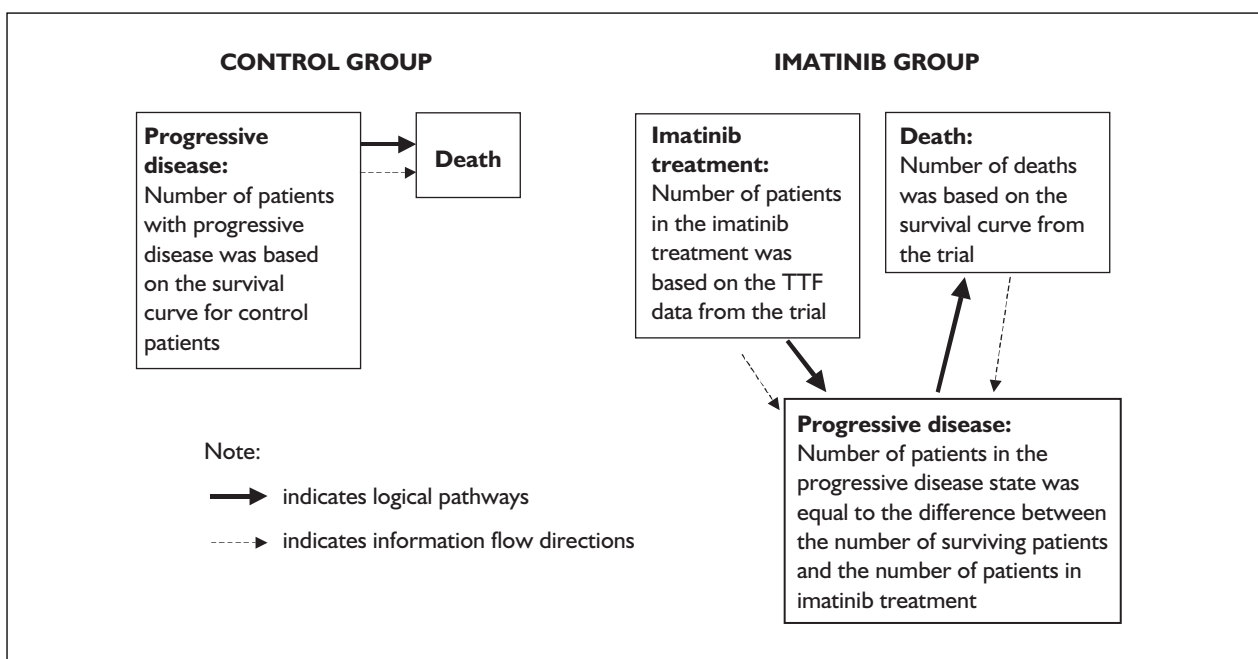 CONTROL GROUP
Progressive
disease:
Number of patients
with progressive
disease was based
on the survival
curve for control
patients
Death
IMATINIB GROUP
Imatinib
treatment:
Number of patients
in the imatinib
treatment was
based on the TTF
data from the trial
Death:
Number of deaths
was based on the
survival curve from
the trial
Progressive disease:
Number of patients in the
progressive disease state was
equal to the difference between
the number of surviving patients
and the number of patients in
imatinib treatment
Note:
indicates logical pathways
indicates information flow directions